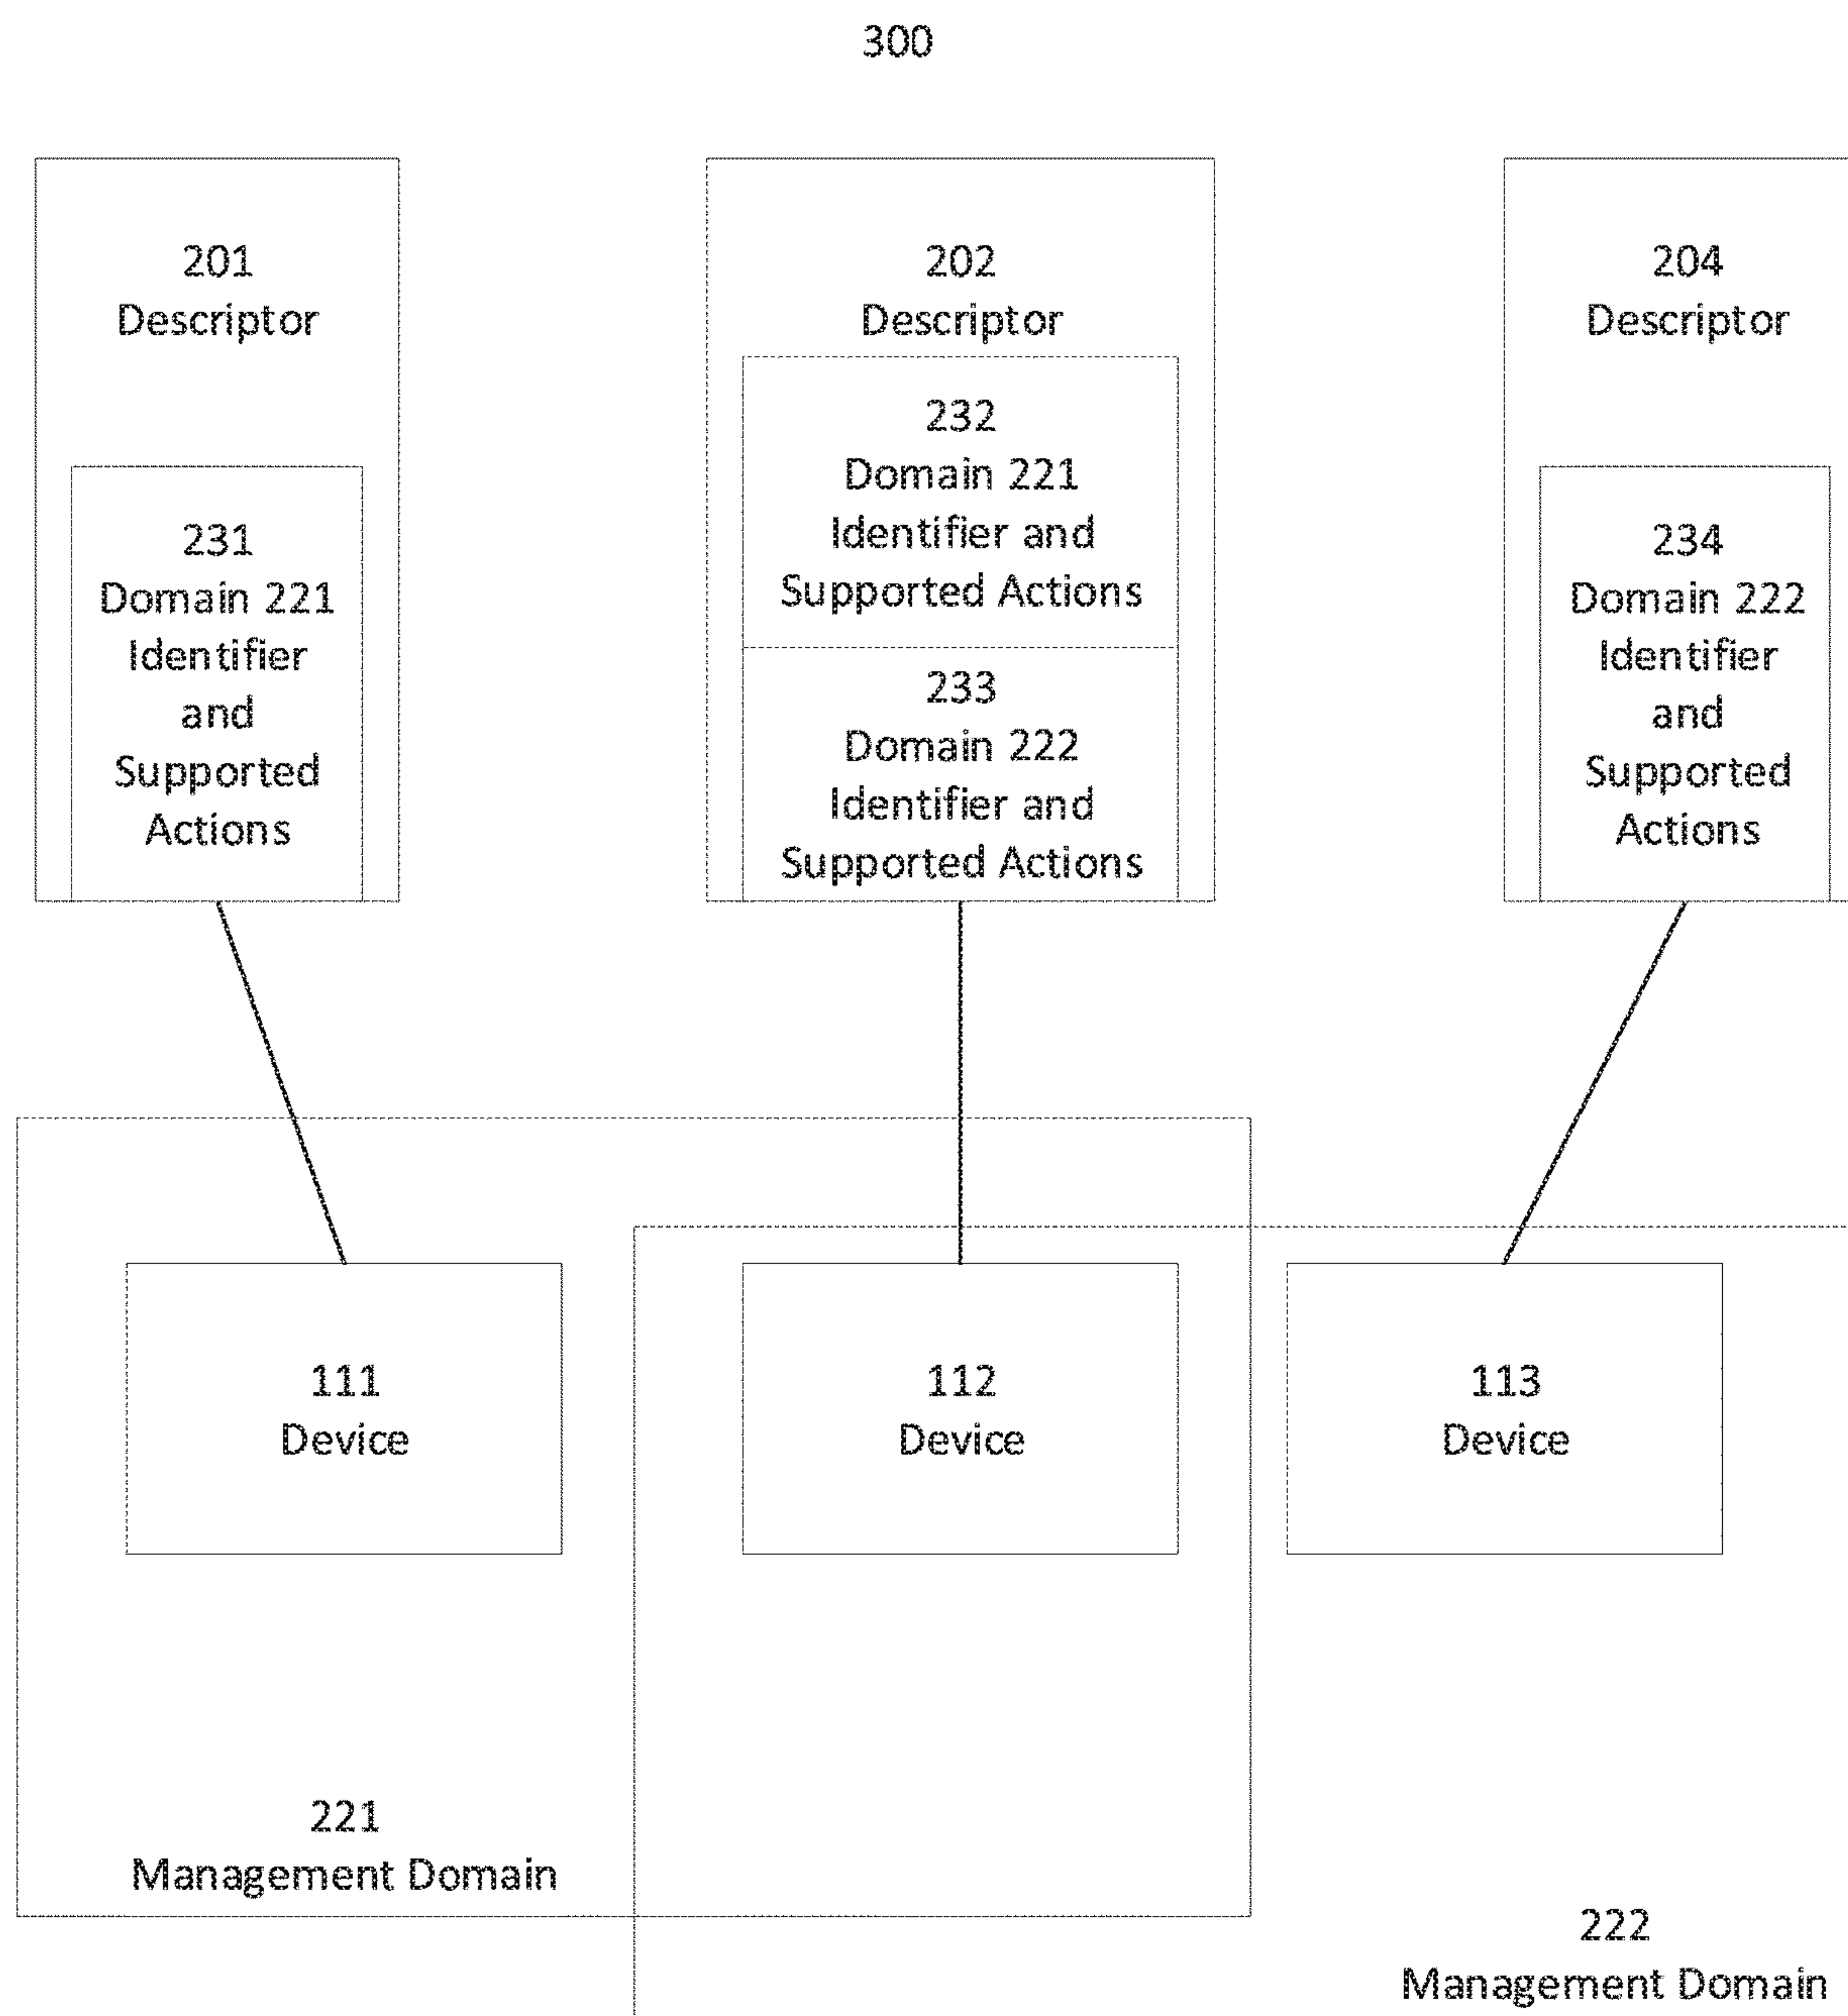 300
201
Descriptor
231
Domain 221
Identifier
and
Supported
Actions
202
Descriptor
232
Domain 221
Identifier and
Supported Actions
233
Domain 222
Identifier and
Supported Actions
204
Descriptor
234
Domain 222
Identifier
and
Supported
Actions
111
Device
112
Device
113
Device
221
Management Domain
222
Management Domain